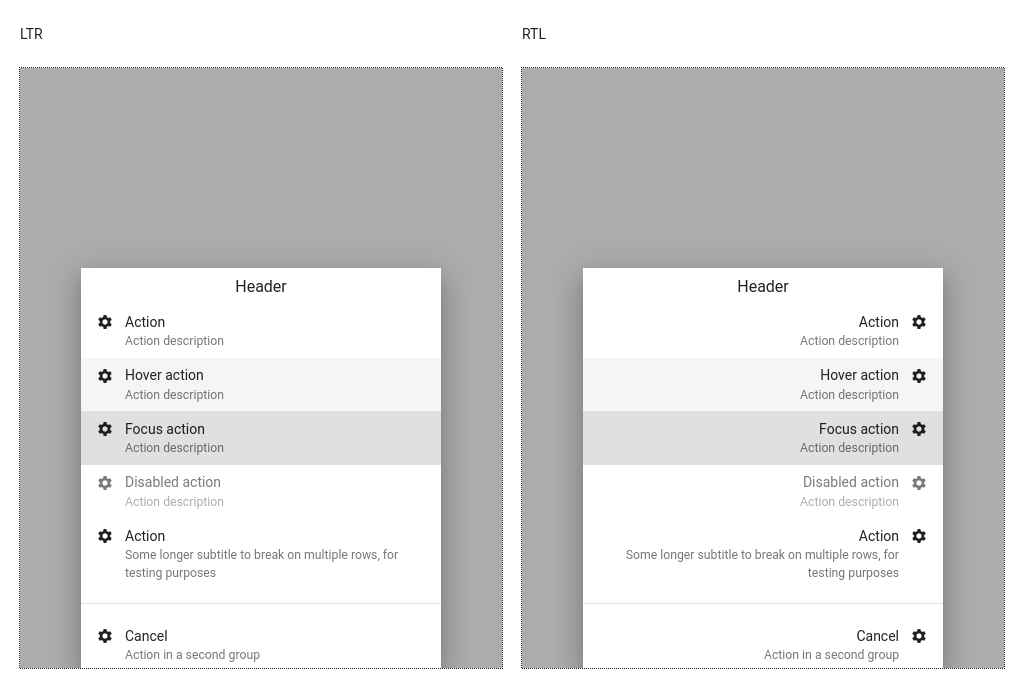 LTR
Header
Action
Action description
Hover action
Action description
Focus action
Action description
Disabled action
Action description
Action
Some longer subtitle to break on multiple rows, for
testing purposes
Cancel
Action in a second group
RTL
Header
Action
Action description
Hover action
Action description
Focus action
Action description
Disabled action
Action description
Action
Some longer subtitle to break on multiple rows, for
testing purposes
Cancel
Action in a second group